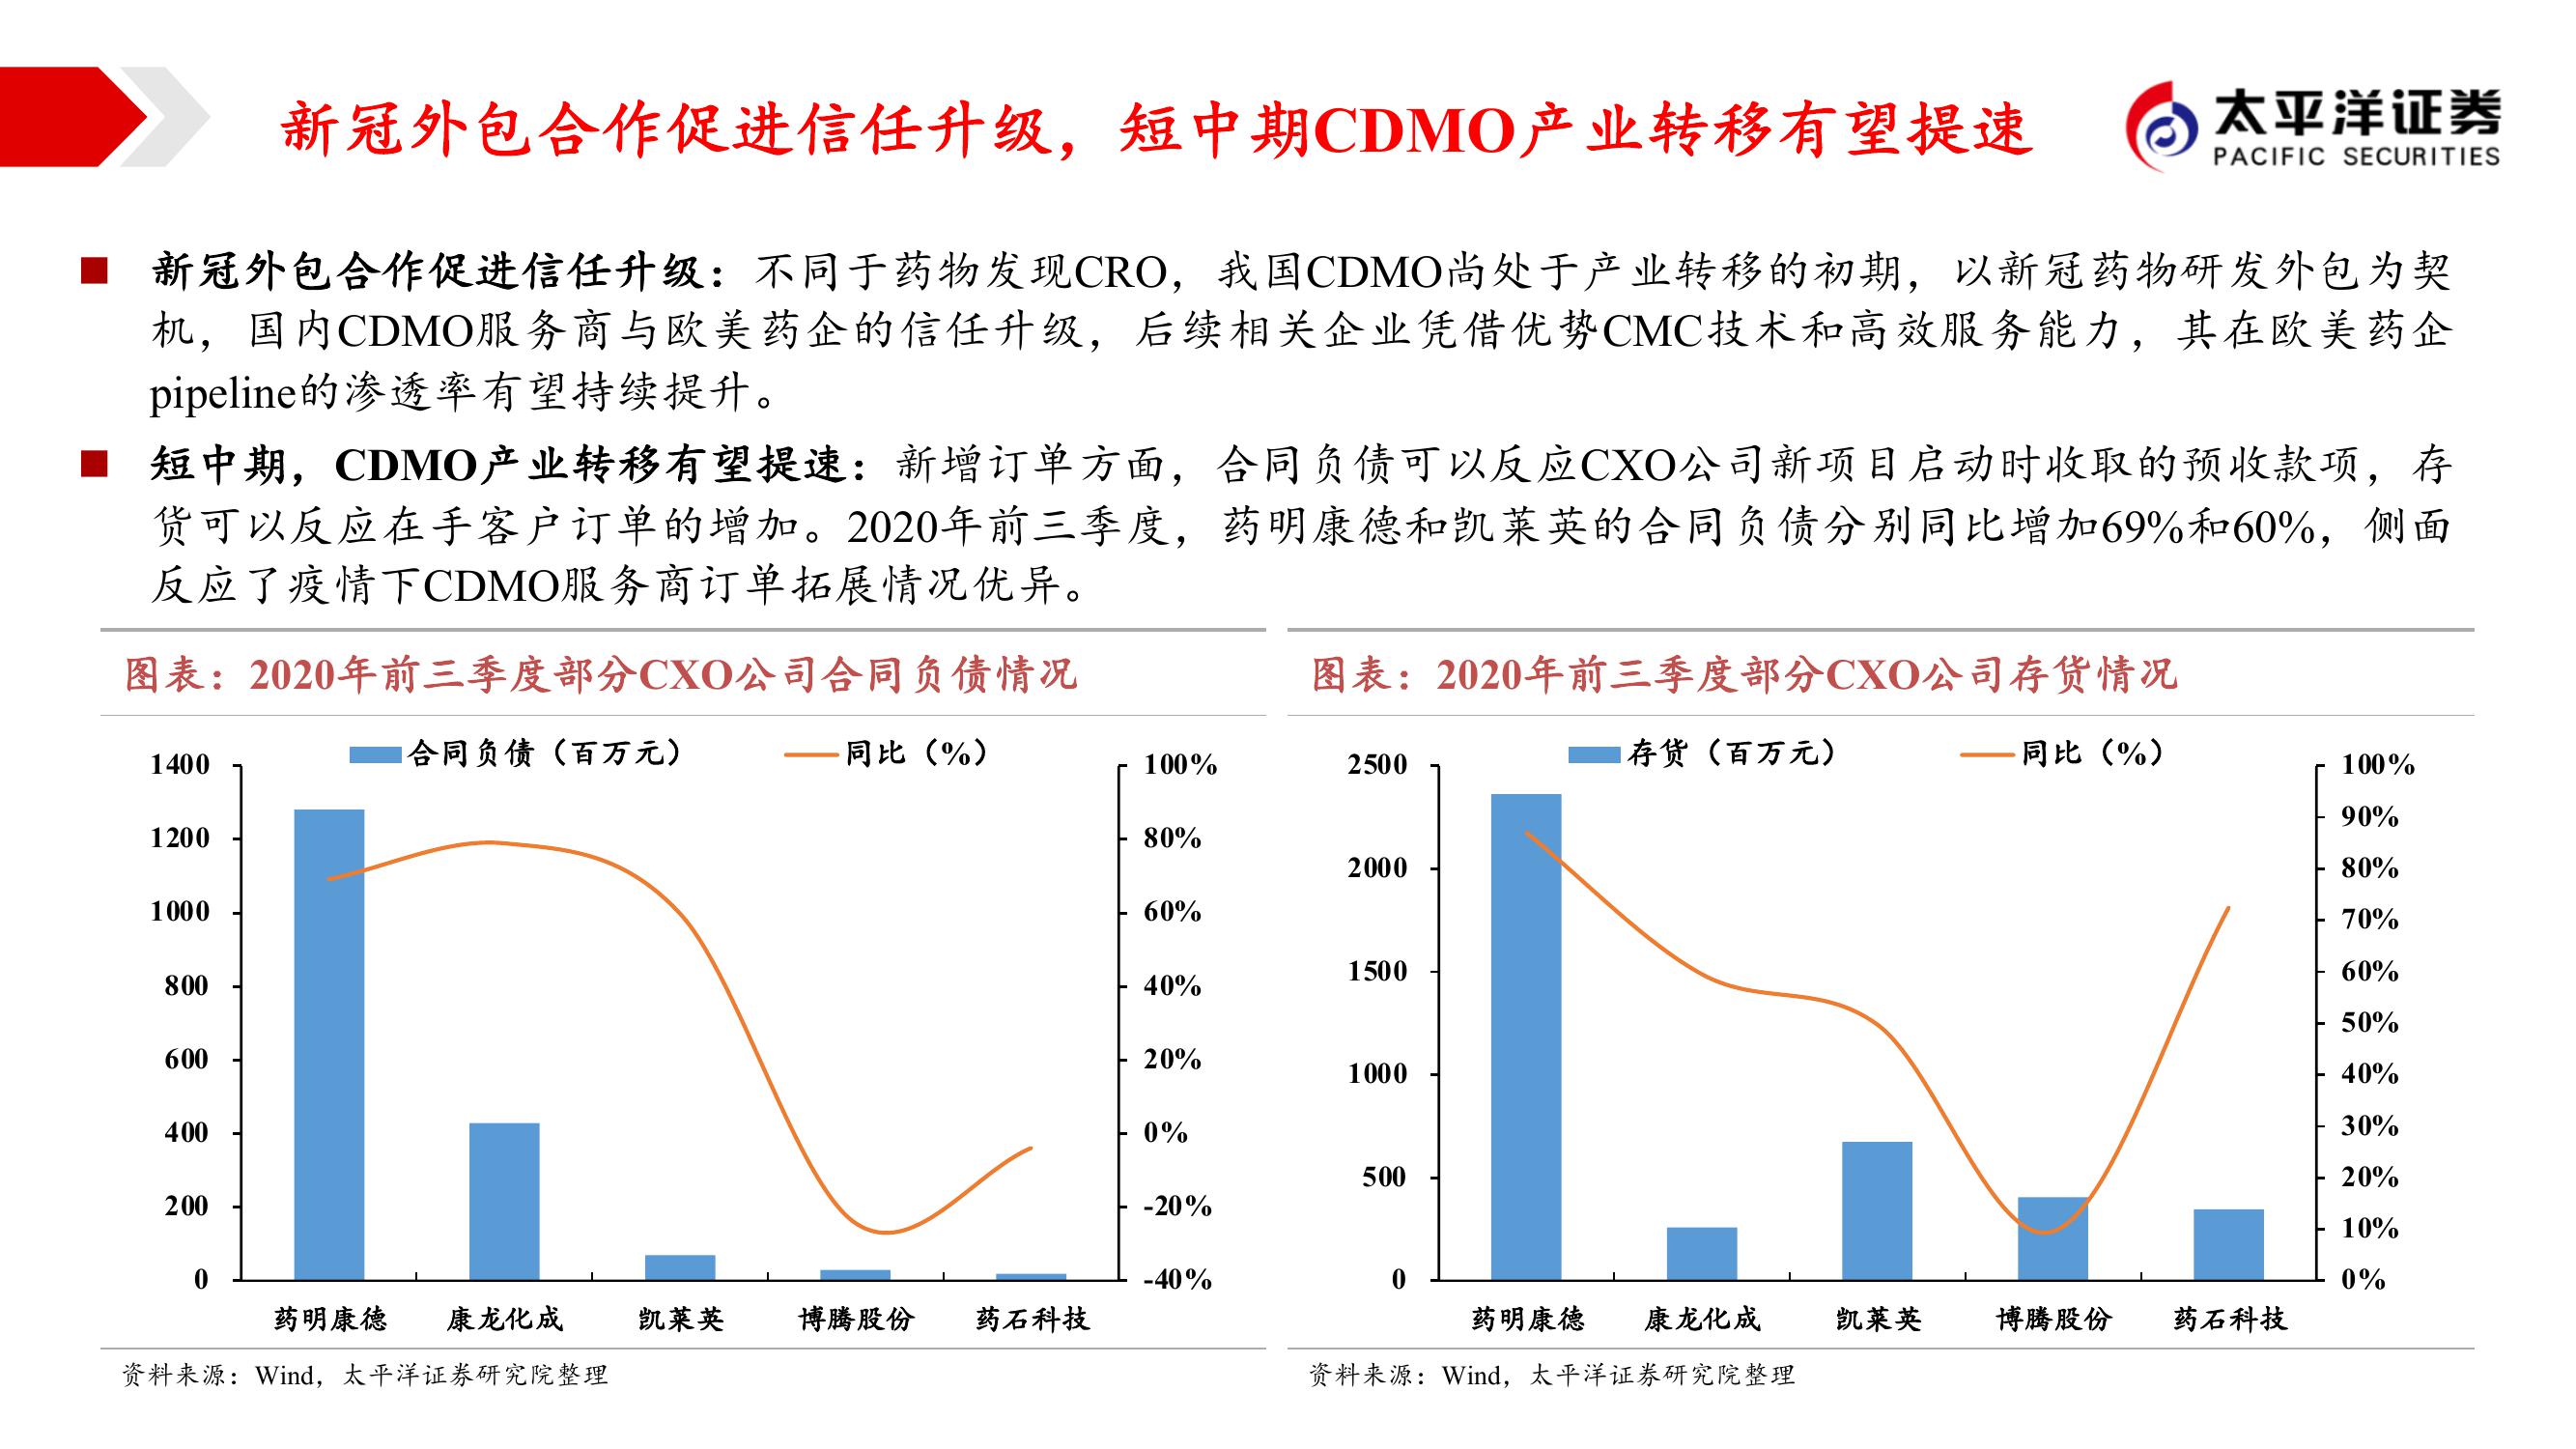 新冠外包合作促进信任升级，短中期CDMO产业转移有望提速
太平洋证券
PACIFIC SECURITIES
新冠外包合作促进信任升级：不同于药物发现CRO，我国CDMO尚处于产业转移的初期，以新冠药物研发外包为契
机，国内CDMO服务商与欧美药企的信任升级，后续相关企业凭借优势CMC技术和高效服务能力，其在欧美药企
pipeline的渗透率有望持续提升。
短中期，CDMO产业转移有望提速：新增订单方面，合同负债可以反应CXO公司新项目启动时收取的预收款项，存
货可以反应在手客户订单的增加。2020年前三季度，药明康德和凯莱英的合同负债分别同比增加69%和60%，侧面
反应了疫情下CDMO服务商订单拓展情况优异。
图表：2020年前三季度部分CXO公司合同负债情况
合同负债（百万元） 同比（%）
1400
1200
1000
800
600
400
200
0
100%
80%
60%
40%
20%
0%
-20%
-40%
药明康德 康龙化成 凯莱英 博腾股份 药石科技
资料来源：Wind，太平洋证券研究院整理
图表：2020年前三季度部分CXO公司存货情况
存货（百万元） 同比（%）
2500
2000
1500
1000
500
0
100%
90%
80%
70%
60%
50%
40%
30%
20%
10%
0%
药明康德 康龙化成 凯莱英 博腾股份 药石科技
资料来源：Wind，太平洋证券研究院整理